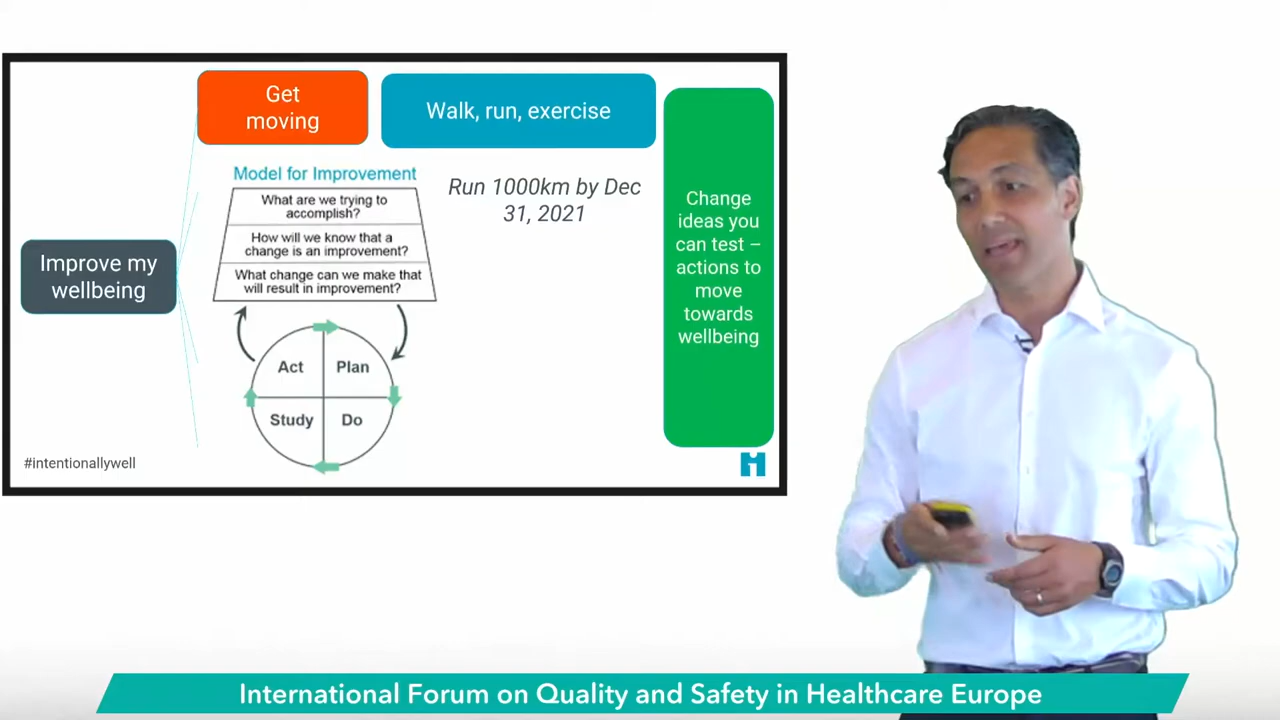 Get
moving
Walk, run, exercise
Model for Improvement
What are we trying to
accomplish?
How will we know that a
change is an improvement?
What change can we make that
will result in improvement?
Act
Plan
Study
Do
Run 1000km by Dec
31, 2021
Improve my
wellbeing
Change
ideas you
can test –
actions to
move
towards
wellbeing
#intentionallywell
International Forum on Quality and Safety in Healthcare Europe